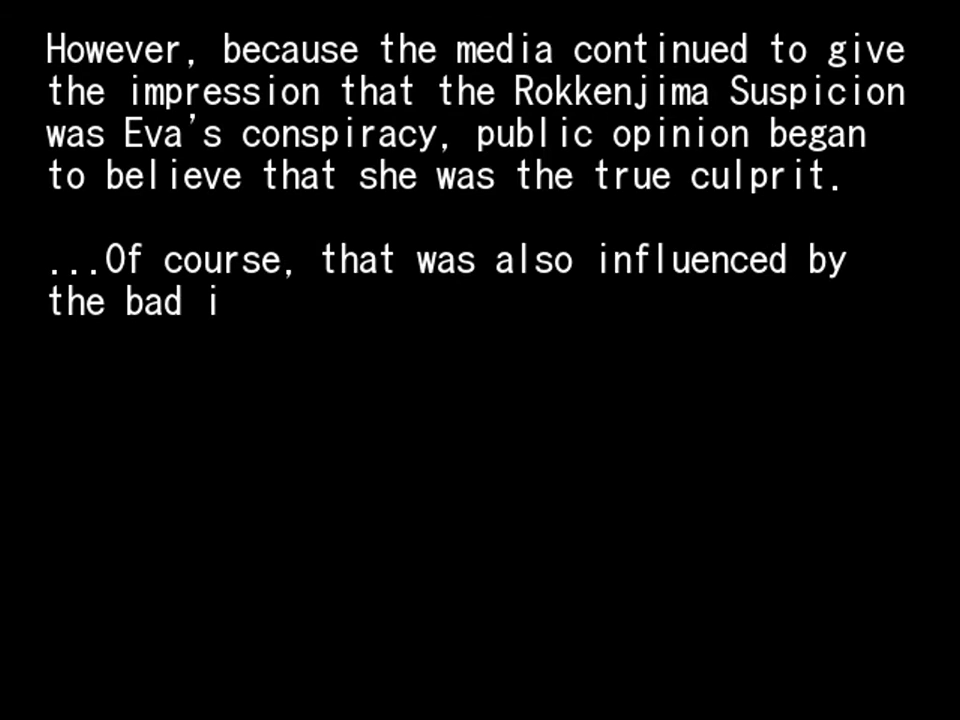 However, because the media continued to give
the impression that the Rokkenjima Suspicion
was Eva's conspiracy, public opinion began
to believe that she was the true culprit.
...Of course, that was also influenced by
the bad i